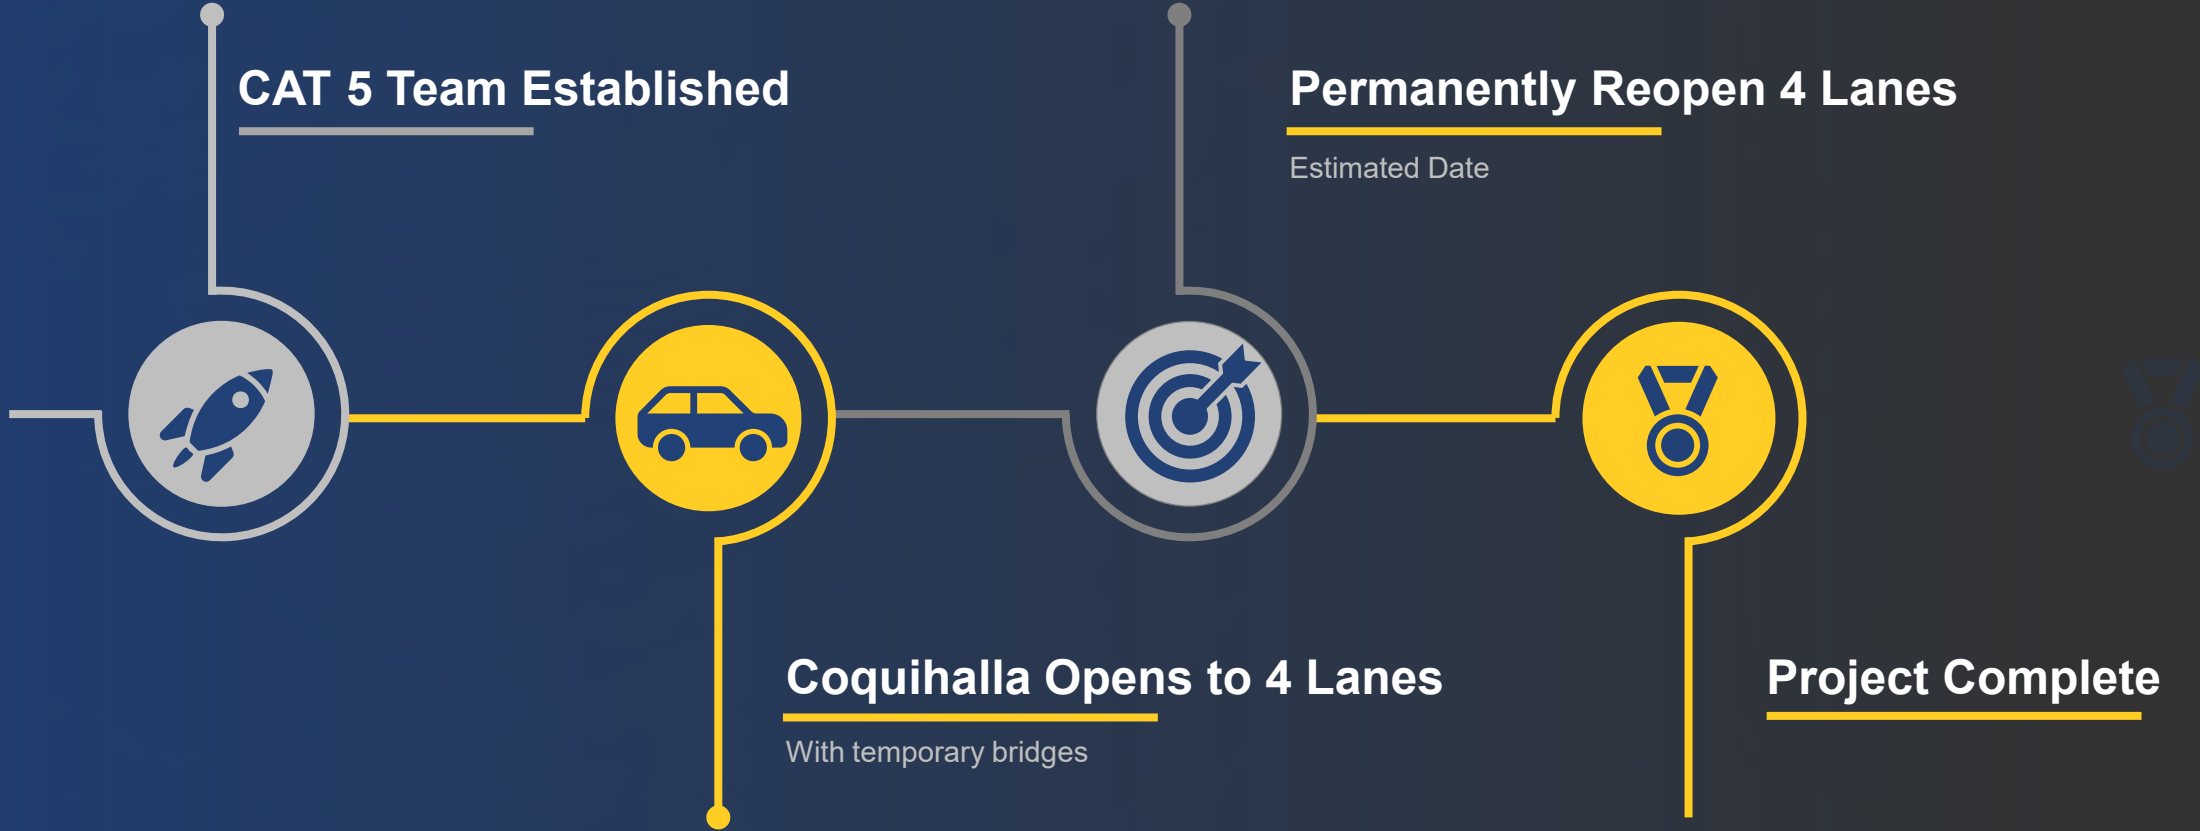 CAT 5 Team Established
Permanently Reopen 4 Lanes
Estimated Date
Coquihalla Opens to 4 Lanes
With temporary bridges
Project Complete